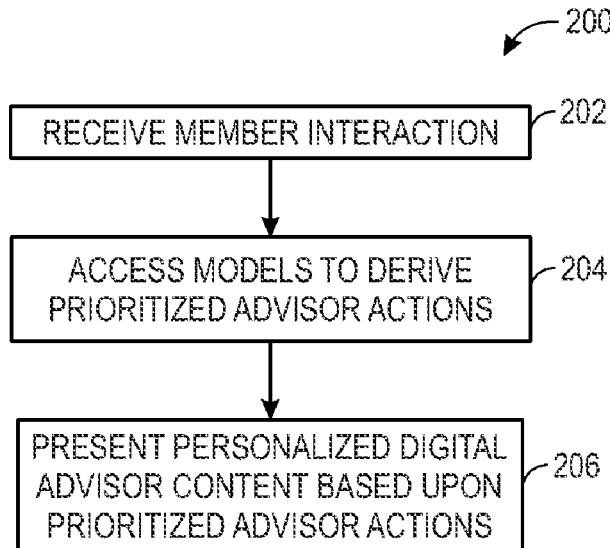 200
RECEIVE MEMBER INTERACTION
202
ACCESS MODELS TO DERIVE
PRIORITIZED ADVISOR ACTIONS
204
PRESENT PERSONALIZED DIGITAL
ADVISOR CONTENT BASED UPON
PRIORITIZED ADVISOR ACTIONS
206